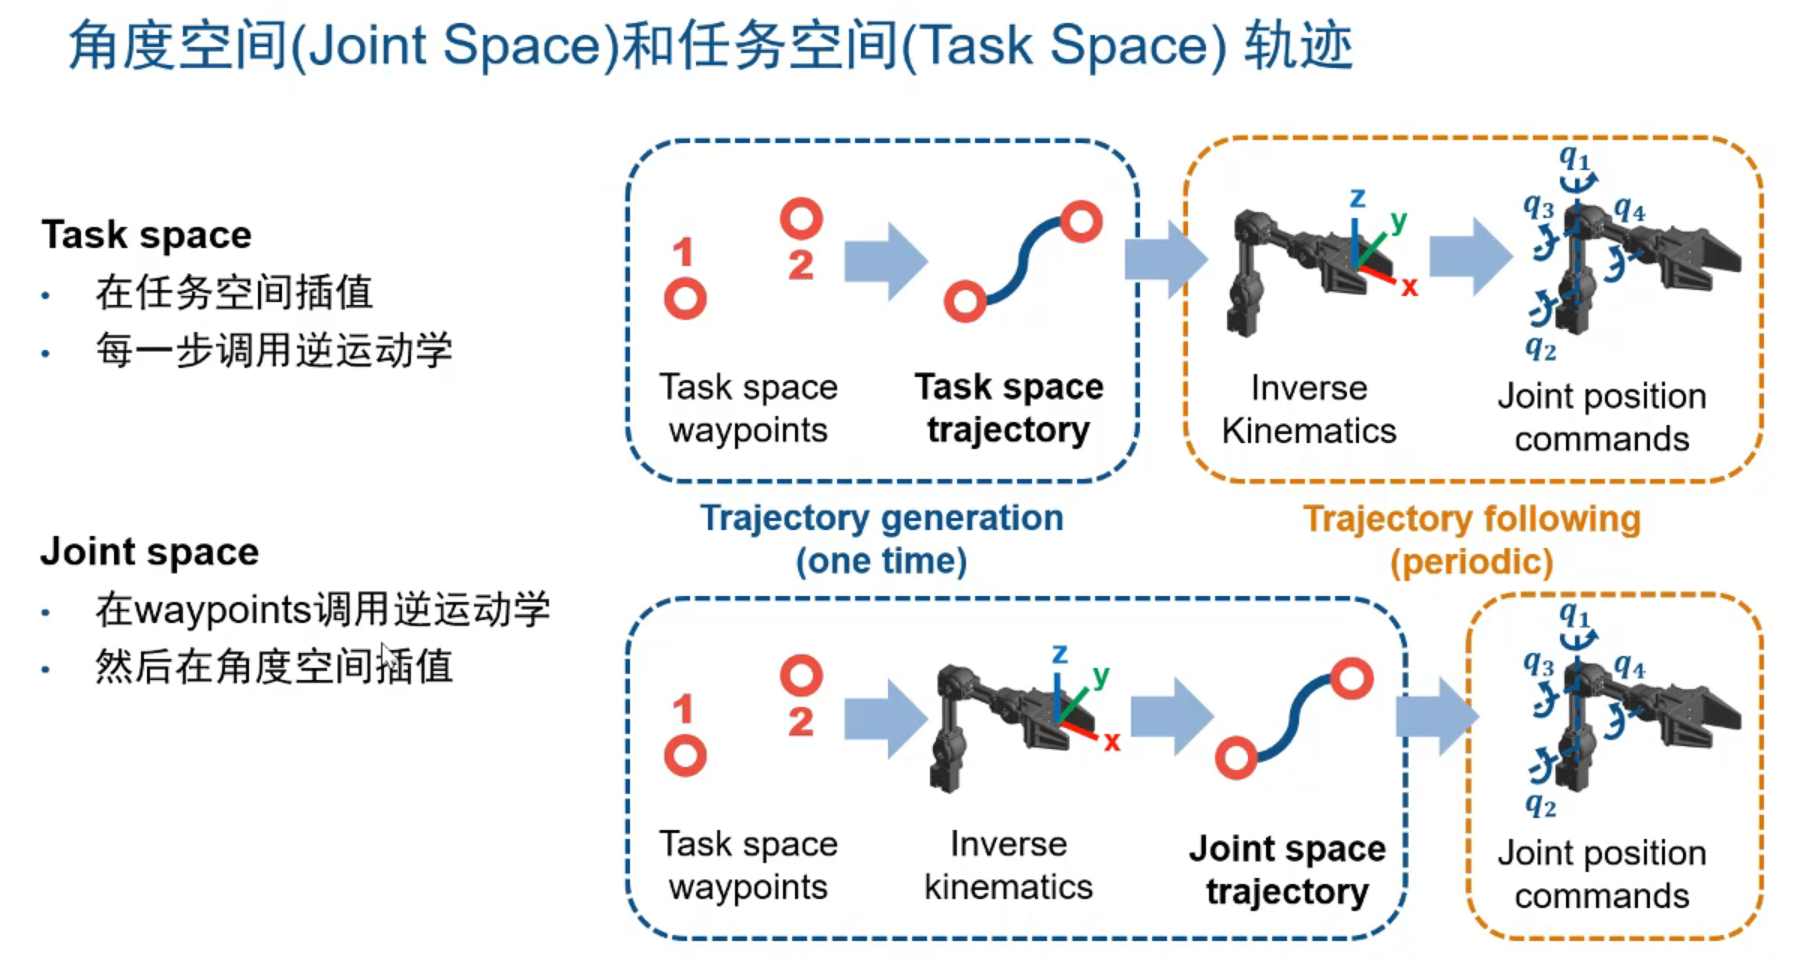 角度空间(Joint Space)和任务空间(Task Space) 轨迹
Task space
• 在任务空间插值
• 每一步调用逆运动学
1
2
Task space
waypoints
Task space
trajectory
z
y
x
Inverse
Kinematics
q1
q3
q4
q2
Joint position
commands
Trajectory generation
(one time)
Trajectory following
(periodic)
Joint space
• 在waypoints调用逆运动学
• 然后在角度空间插值
1
2
Task space
waypoints
z
y
x
Inverse
kinematics
Joint space
trajectory
q1
q3
q4
q2
Joint position
commands